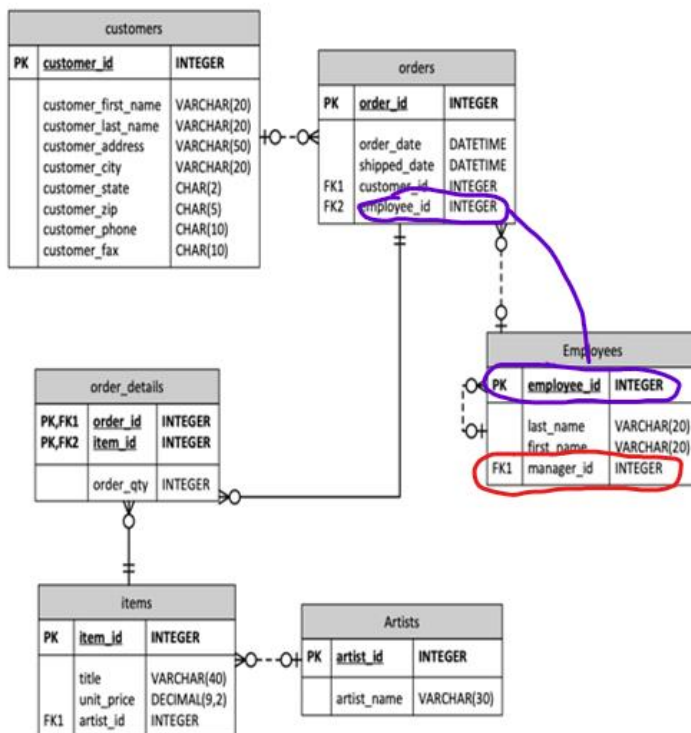 customers
PK customer_id INTEGER
customer_first_name VARCHAR(20)
customer_last_name VARCHAR(20)
customer_address VARCHAR(50)
customer_city VARCHAR(20)
customer_state CHAR(2)
customer_zip CHAR(5)
customer_phone CHAR(10)
customer_fax CHAR(10)
orders
PK order_id INTEGER
order_date DATETIME
shipped_date DATETIME
FK1 customer_id INTEGER
FK2 employee_id INTEGER
Employees
PK employee_id INTEGER
last_name VARCHAR(20)
first_name VARCHAR(20)
FK1 manager_id INTEGER
order_details
PK,FK1 order_id INTEGER
PK,FK2 item_id INTEGER
order_qty INTEGER
items
PK item_id INTEGER
title VARCHAR(40)
unit_price DECIMAL(9,2)
FK1 artist_id INTEGER
Artists
PK artist_id INTEGER
artist_name VARCHAR(30)